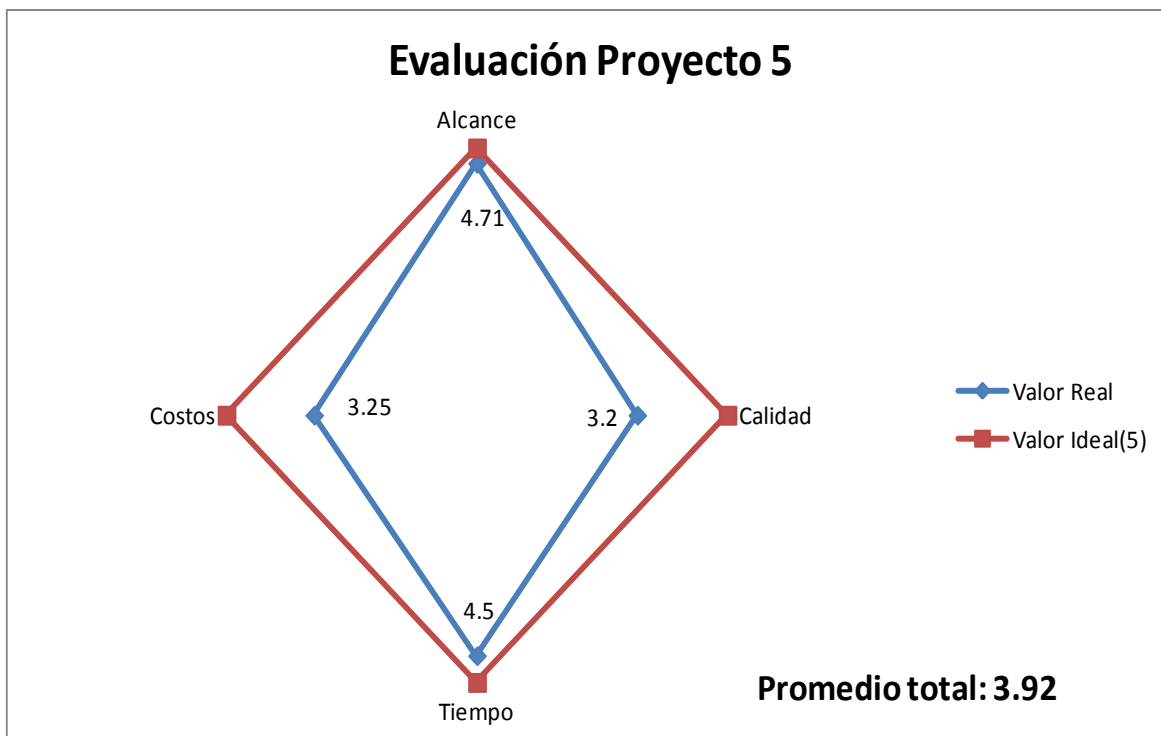 Evaluación Proyecto 5
Alcance
4.71
Costos
3.25
3.2
Calidad
4.5
Tiempo
Valor Real
Valor Ideal(5)
Promedio total: 3.92